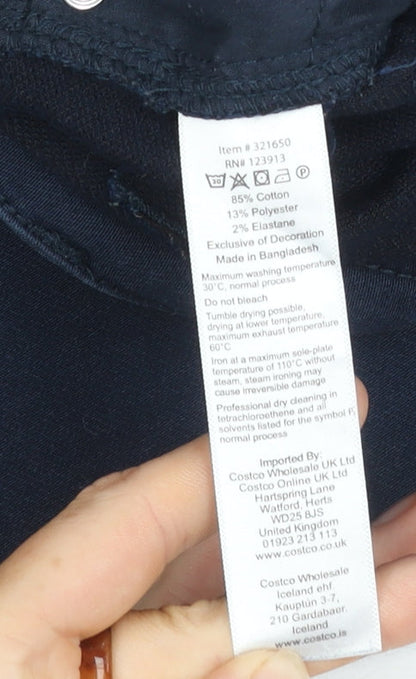 Item # 321650
RN# 123913
30 P
85% Cotton
13% Polyester
2% Elastane
Exclusive of Decoration
Made in Bangladesh
Maximum washing temperature
30°C, normal process
Do not bleach
Tumble drying possible,
drying at lower temperature,
maximum exhaust temperature
60°C
Iron at a maximum sole-plate
temperature of 110°C without
steam, steam ironing may
cause irreversible damage
Professional dry cleaning in
tetrachloroethene and all
solvents listed for the symbol F,
normal process
Imported By:
Costco Wholesale UK Ltd
Costco Online UK Ltd
Hartspring Lane
Watford, Herts
WD25 8JS
United Kingdom
01923 213 113
www.costco.co.uk
Costco Wholesale
Iceland ehf
Kauptún 3-7,
210 Gardabaer,
Iceland
www.costco.is